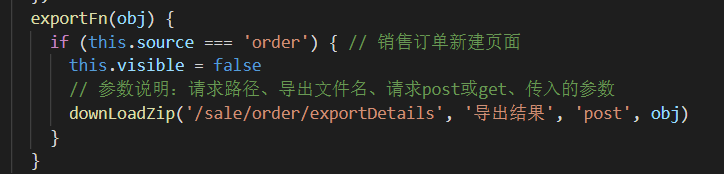 exportFn(obj) {
if (this.source === 'order') { // 销售订单新建页面
this.visible = false
// 参数说明：请求路径、导出文件名、请求post或get、传入的参数
downLoadZip('/sale/order/exportDetails', '导出结果', 'post', obj)
}
}